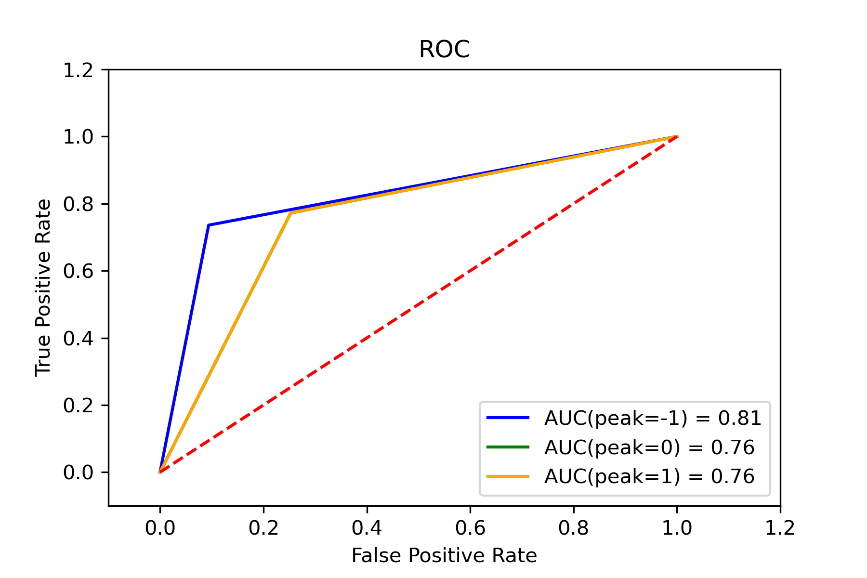 ROC
1.2
1.0
0.8
0.6
0.4
0.2
0.0
True Positive Rate
AUC(peak=-1) = 0.81
AUC(peak=0) = 0.76
AUC(peak=1) = 0.76
0.0 0.2 0.4 0.6 0.8 1.0 1.2
False Positive Rate